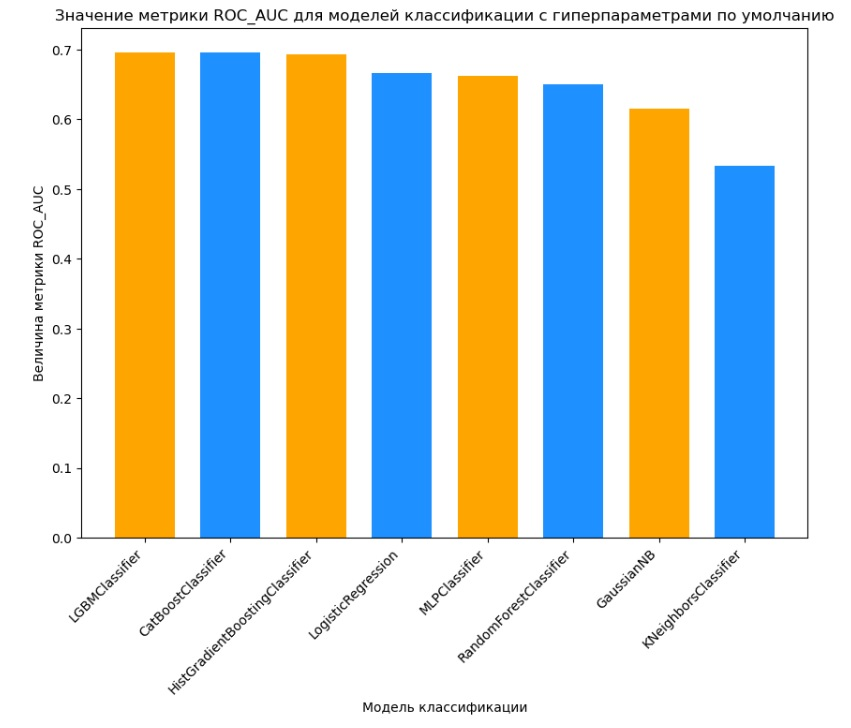 Значение метрики ROC_AUC для моделей классификации с гиперпараметрами по умолчанию
Величина метрики ROC_AUC
0.7
0.6
0.5
0.4
0.3
0.2
0.1
0.0
LGBMClassifier
CatBoostClassifier
HistGradientBoostingClassifier
LogisticRegression
MLPClassifier
RandomForestClassifier
GaussianNB
KNeighborsClassifier
Модель классификации